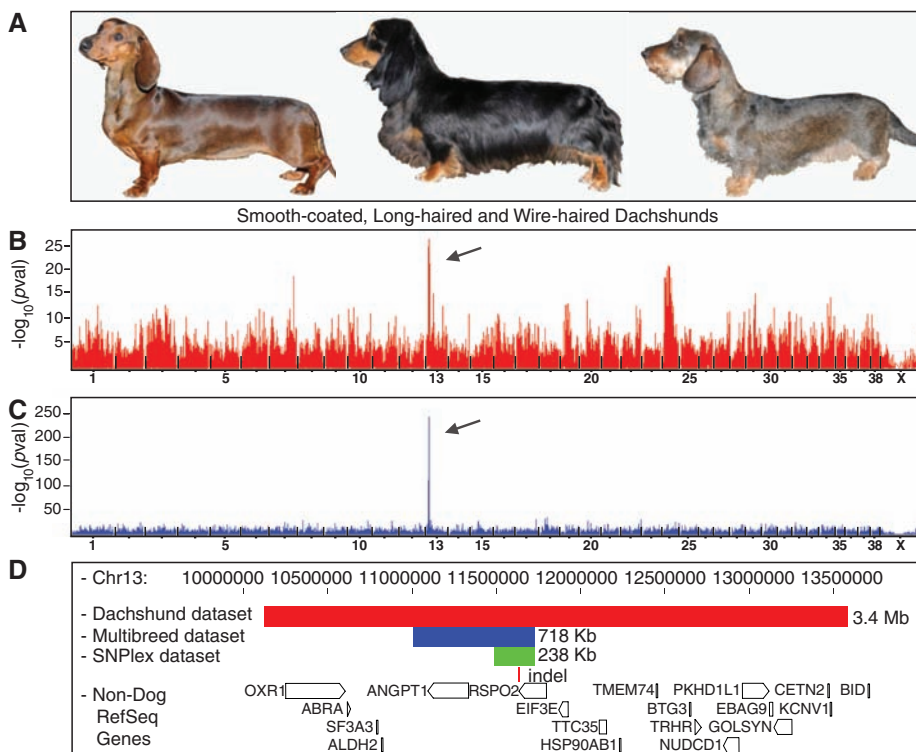 A
Smooth-coated, Long-haired and Wire-haired Dachshunds
B
-log10(pval)
25
20
15
10
5
1 5 10 13 15 20 25 30 35 38 X
C
-log10(pval)
250
200
150
100
50
1 5 10 13 15 20 25 30 35 38 X
D
- Chr13: 10000000 10500000 11000000 11500000 12000000 12500000 13000000 13500000
- Dachshund dataset 3.4 Mb
- Multibreed dataset 718 Kb
- SNPlex dataset 238 Kb
indel
- Non-Dog OXR1 ANGPT1 RSPO2 TMEM74 PKHD1L1 CETN2 BID
RefSeq ABRA EIF3E BTG3 EBAG9 KCNV1
Genes SF3A3 TTC35 TRHR GOLSYN
ALDH2 HSP90AB1 NUDCD1